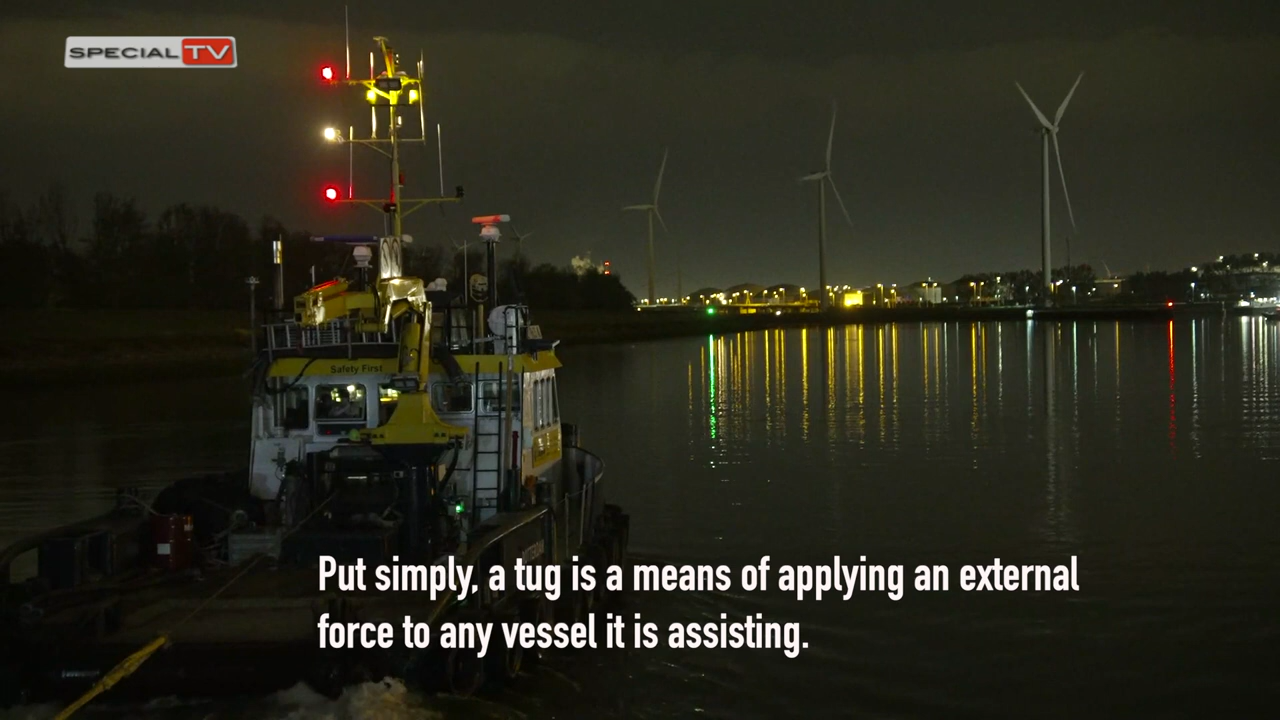 SPECIAL TV
Safety First
Put simply, a tug is a means of applying an external
force to any vessel it is assisting.